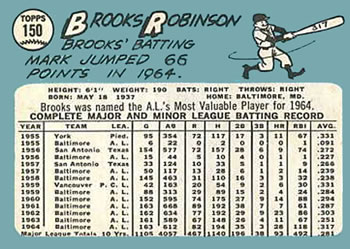 TOPPS
150
BROOKS ROBINSON
BROOKS' BATTING
MARK JUMPED 66
POINTS IN 1964.
.317
HEIGHT: 6'1" WEIGHT: 190 BATS: RIGHT THROWS: RIGHT
BORN: MAY 18 1937 HOME: BALTIMORE, MD.
Brooks was named the A.L.'s Most Valuable Player for 1964.
COMPLETE MAJOR AND MINOR LEAGUE BATTING RECORD
YEAR TEAM LEA. G AB R H 2B 3B HR RBI AVG.
1955 York Pied. 95 354 72 117 17 3 11 67 .331
1955 Baltimore A. L. 6 22 0 2 0 0 0 1 .091
1956 San Antonio Texas 154 577 72 157 28 6 9 74 .272
1956 Baltimore A. L. 15 44 5 10 4 0 1 1 .227
1957 San Antonio Texas 33 124 10 33 .266
1957 Baltimore A. L. 50 117 13 28 6 1 2 14 .239
1958 Baltimore A. L. 145 463 31 110 16 3 3 32 .238
1959 Vancouver P. C. 42 163 20 54 9 2 6 30 .331
1959 Baltimore A. L. 88 313 29 89 15 2 4 24 .284
1960 Baltimore A. L. 152 595 74 175 27 9 14 88 .294
1961 Baltimore A. L. 163 668 89 192 38 7 7 61 .287
1962 Baltimore A. L. 162 634 77 192 29 9 23 86 .303
1963 Baltimore A. L. 161 589 67 148 26 4 11 67 .251
1964 Baltimore A. L. 163 612 82 194 35 3 28 118 .317
Major League Totals 10 Yrs. 1105 4057 467 1140 196 38 93 492 .281